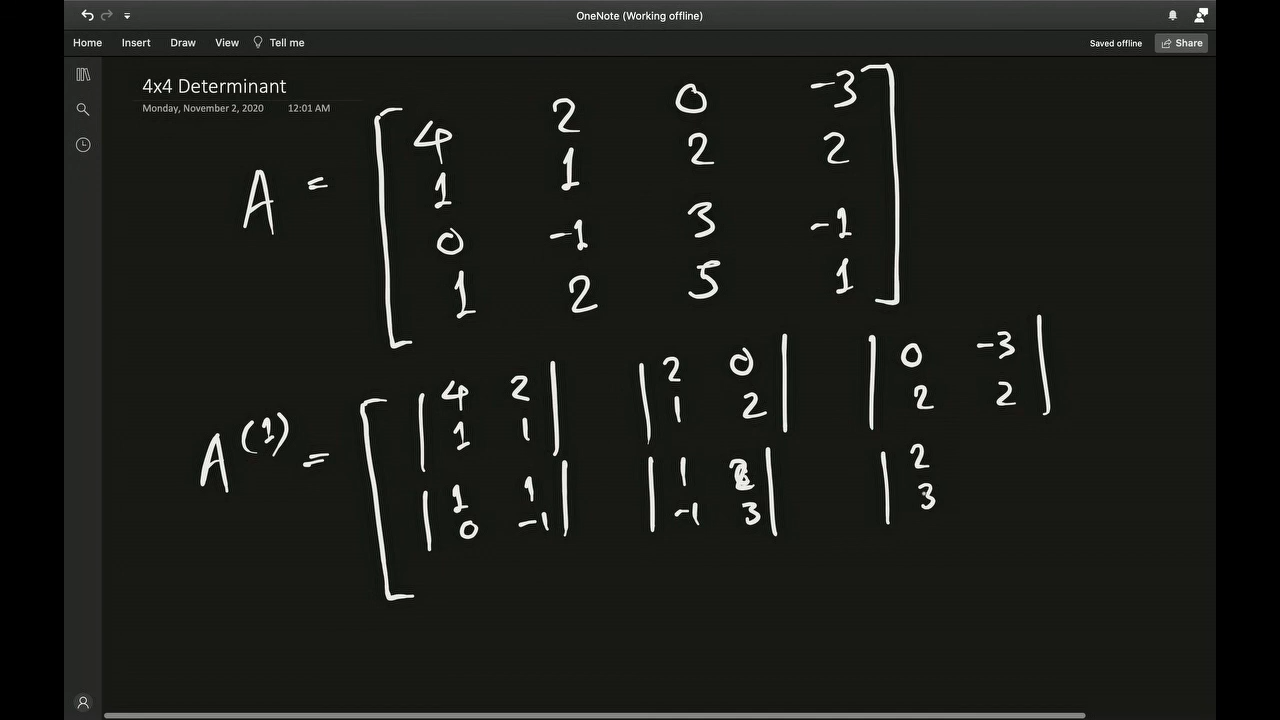 OneNote (Working offline)
Home Insert Draw View Tell me
Saved offline Share
4x4 Determinant
Monday, November 2, 2020 12:01 AM
A =
4 2 0 -3
1 1 2 2
0 -1 3 -1
1 2 5 1
A(1) =
4 2 2 0 0 -3
1 1 1 2 2 2
1 1 1 2 2
0 -1 -1 3 3